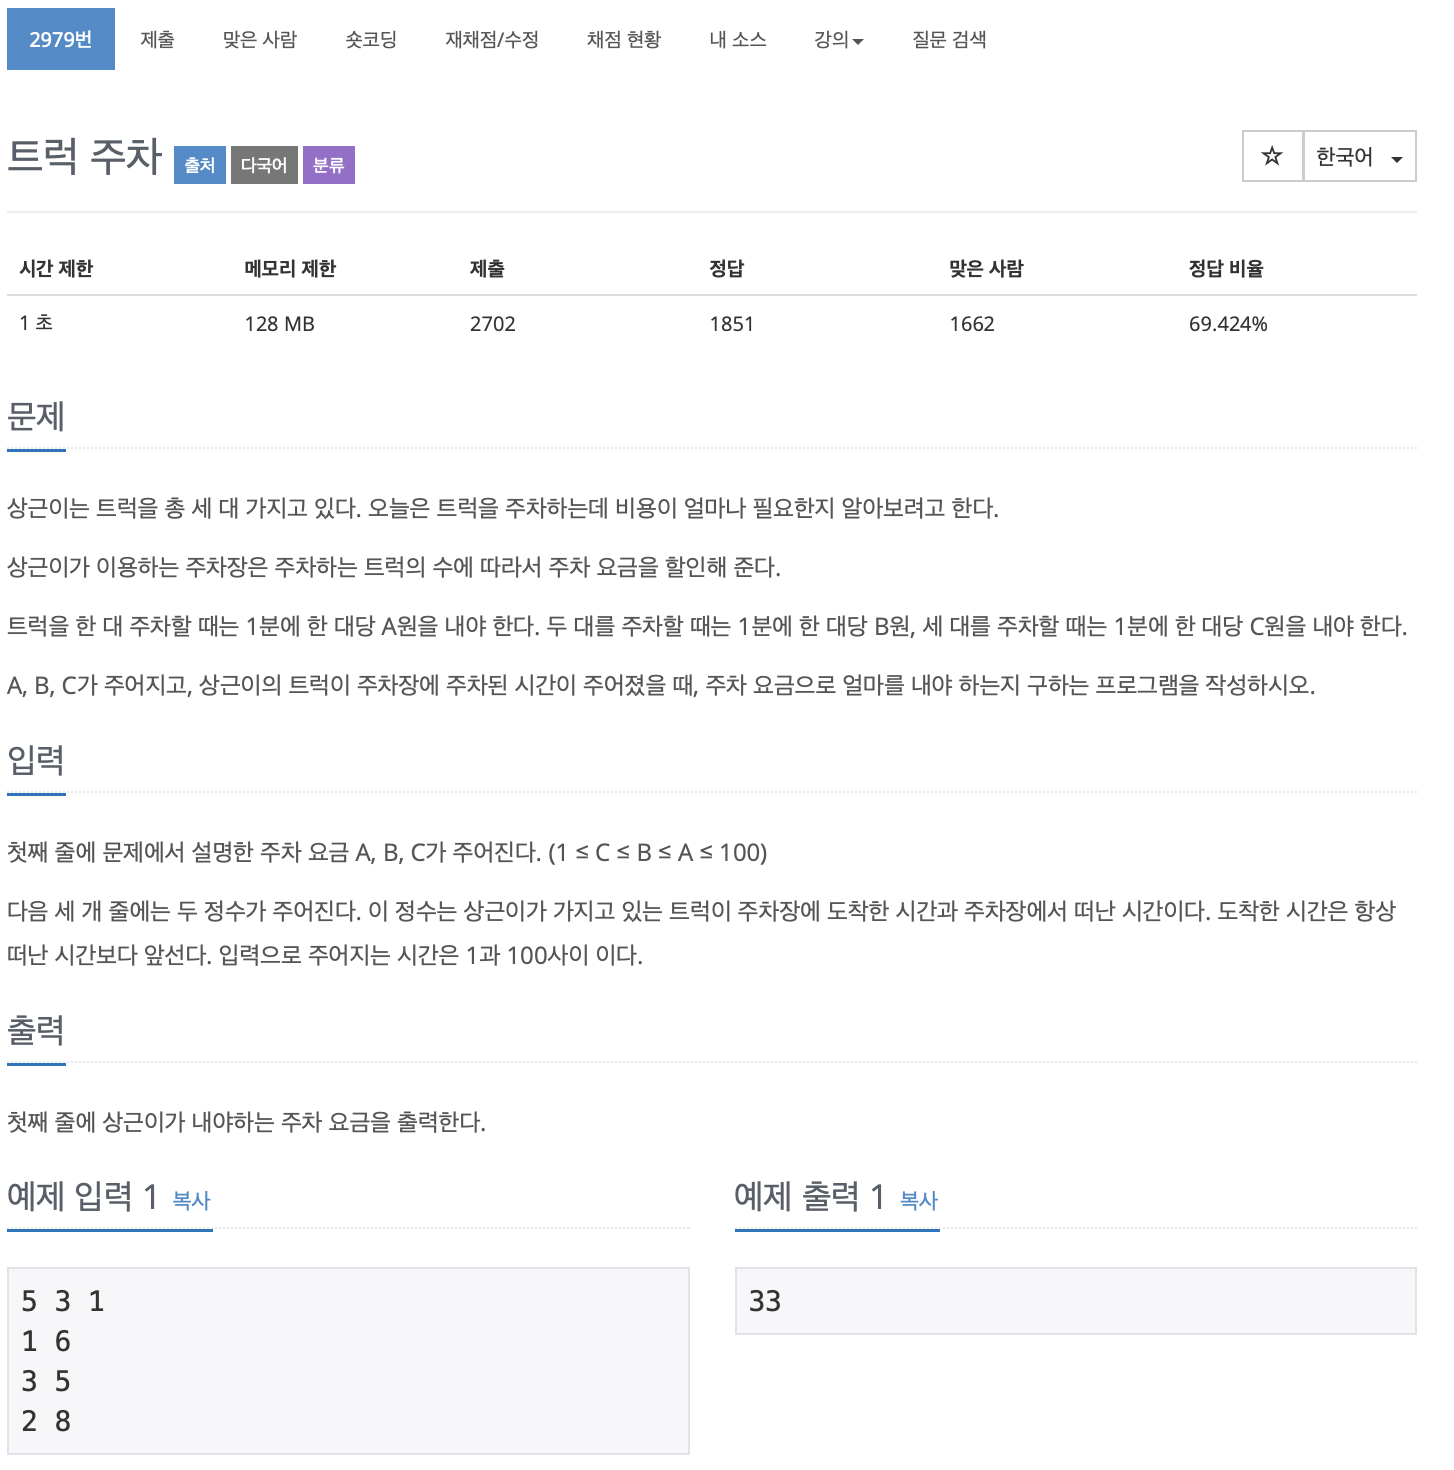 2979번 제출 맞은 사람 숏코딩 재채점/수정 채점 현황 내 소스 강의 질문 검색
트럭 주차 출처 다국어 분류 ☆ 한국어
시간 제한 메모리 제한 제출 정답 맞은 사람 정답 비율
1 초 128 MB 2702 1851 1662 69.424%
문제
상근이는 트럭을 총 세 대 가지고 있다. 오늘은 트럭을 주차하는데 비용이 얼마나 필요한지 알아보려고 한다.
상근이가 이용하는 주차장은 주차하는 트럭의 수에 따라서 주차 요금을 할인해 준다.
트럭을 한 대 주차할 때는 1분에 한 대당 A원을 내야 한다. 두 대를 주차할 때는 1분에 한 대당 B원, 세 대를 주차할 때는 1분에 한 대당 C원을 내야 한다.
A, B, C가 주어지고, 상근이의 트럭이 주차장에 주차된 시간이 주어졌을 때, 주차 요금으로 얼마를 내야 하는지 구하는 프로그램을 작성하시오.
입력
첫째 줄에 문제에서 설명한 주차 요금 A, B, C가 주어진다. (1 ≤ C ≤ B ≤ A ≤ 100)
다음 세 개 줄에는 두 정수가 주어진다. 이 정수는 상근이가 가지고 있는 트럭이 주차장에 도착한 시간과 주차장에서 떠난 시간이다. 도착한 시간은 항상
떠난 시간보다 앞선다. 입력으로 주어지는 시간은 1과 100사이 이다.
출력
첫째 줄에 상근이가 내야하는 주차 요금을 출력한다.
예제 입력 1 복사
5 3 1
1 6
3 5
2 8
예제 출력 1 복사
33